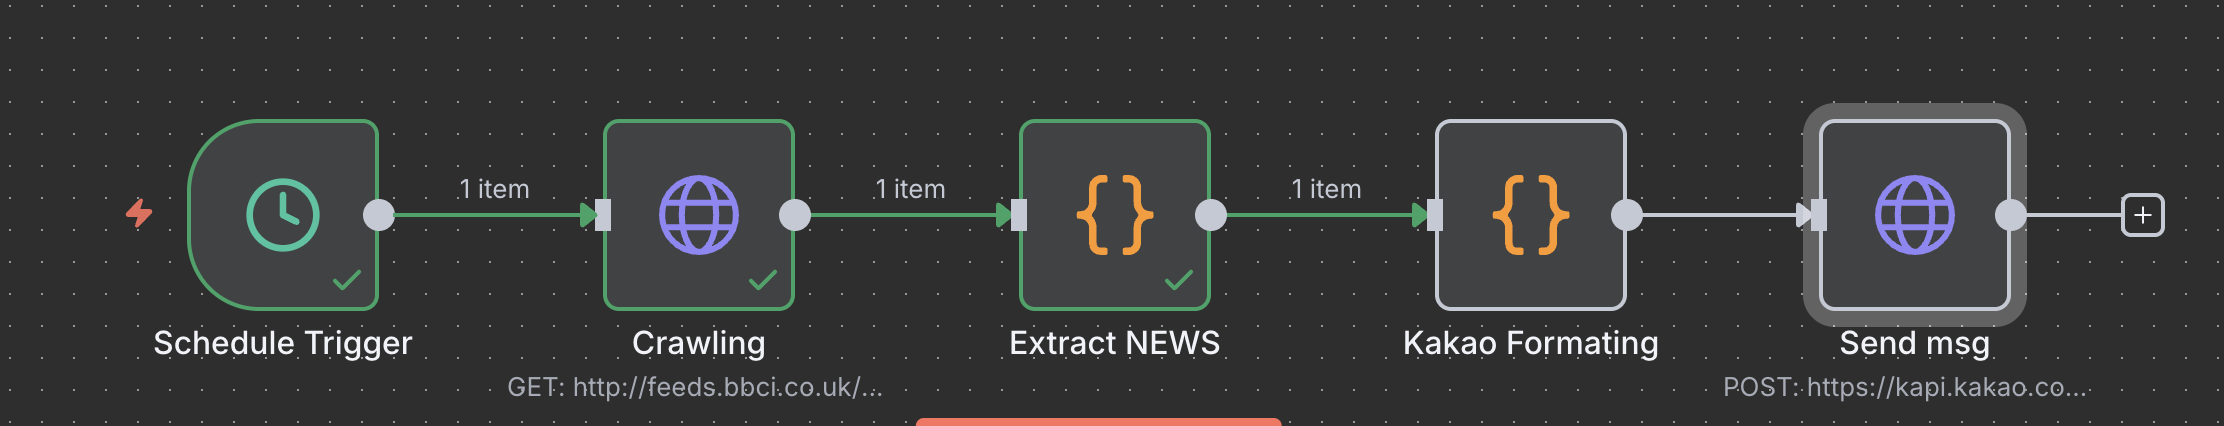 1 item
1 item
1 item
Schedule Trigger
Crawling
Extract NEWS
Kakao Formating
Send msg
GET: http://feeds.bbci.co.uk/...
POST: https://kapi.kakao.co...